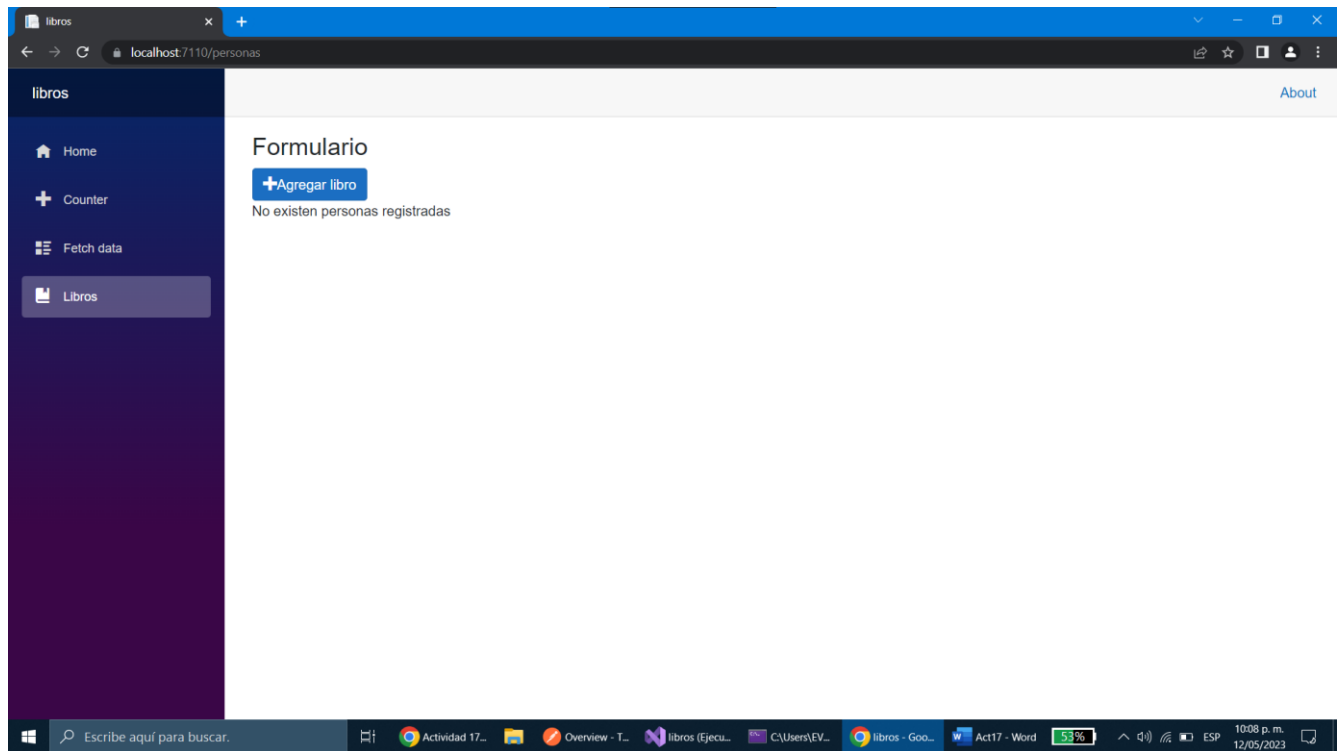 libros
localhost:7110/personas
libros
About
Home
Counter
Fetch data
Libros
Formulario
Agregar libro
No existen personas registradas
Escribe aquí para buscar.
Actividad 17...
Overview - T...
libros (Ejecu...
C:\Users\EV...
libros - Goo...
Act17 - Word
53%
ESP
10:08 p. m.
12/05/2023